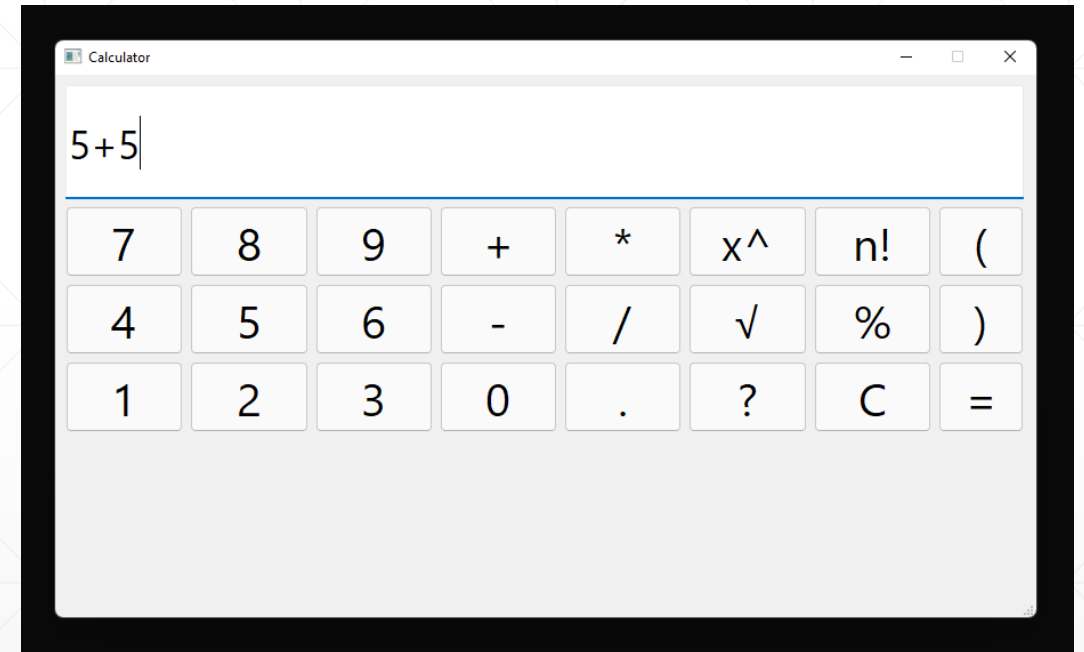 Calculator
5+5
7 8 9 + * x^ n! (
4 5 6 - / √ % )
1 2 3 0 . ? C =